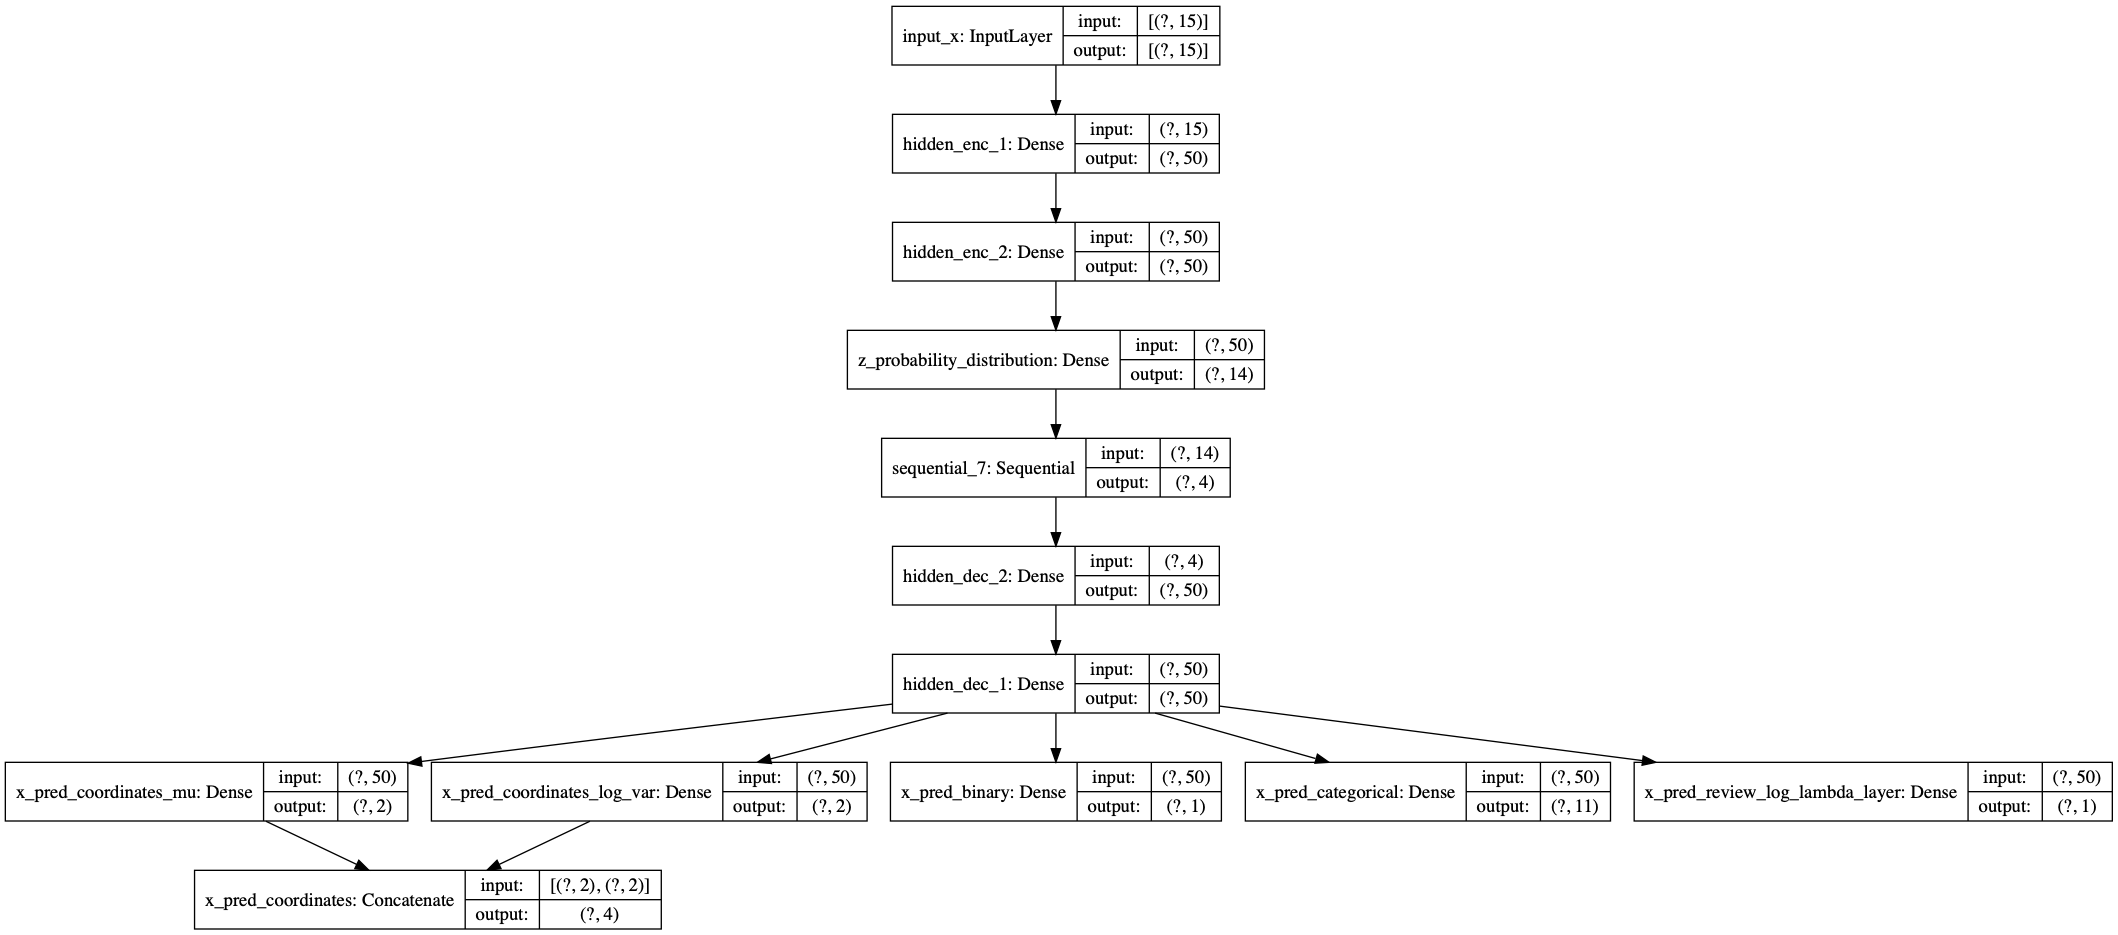 input_x: InputLayer
input:
[(?, 15)]
output:
[(?, 15)]
hidden_enc_1: Dense
input:
(?, 15)
output:
(?, 50)
hidden_enc_2: Dense
input:
(?, 50)
output:
(?, 50)
z_probability_distribution: Dense
input:
(?, 50)
output:
(?, 14)
sequential_7: Sequential
input:
(?, 14)
output:
(?, 4)
hidden_dec_2: Dense
input:
(?, 4)
output:
(?, 50)
hidden_dec_1: Dense
input:
(?, 50)
output:
(?, 50)
x_pred_coordinates_mu: Dense
input:
(?, 50)
output:
(?, 2)
x_pred_coordinates_log_var: Dense
input:
(?, 50)
output:
(?, 2)
x_pred_binary: Dense
input:
(?, 50)
output:
(?, 1)
x_pred_categorical: Dense
input:
(?, 50)
output:
(?, 11)
x_pred_review_log_lambda_layer: Dense
input:
(?, 50)
output:
(?, 1)
x_pred_coordinates: Concatenate
input:
[(?, 2), (?, 2)]
output:
(?, 4)